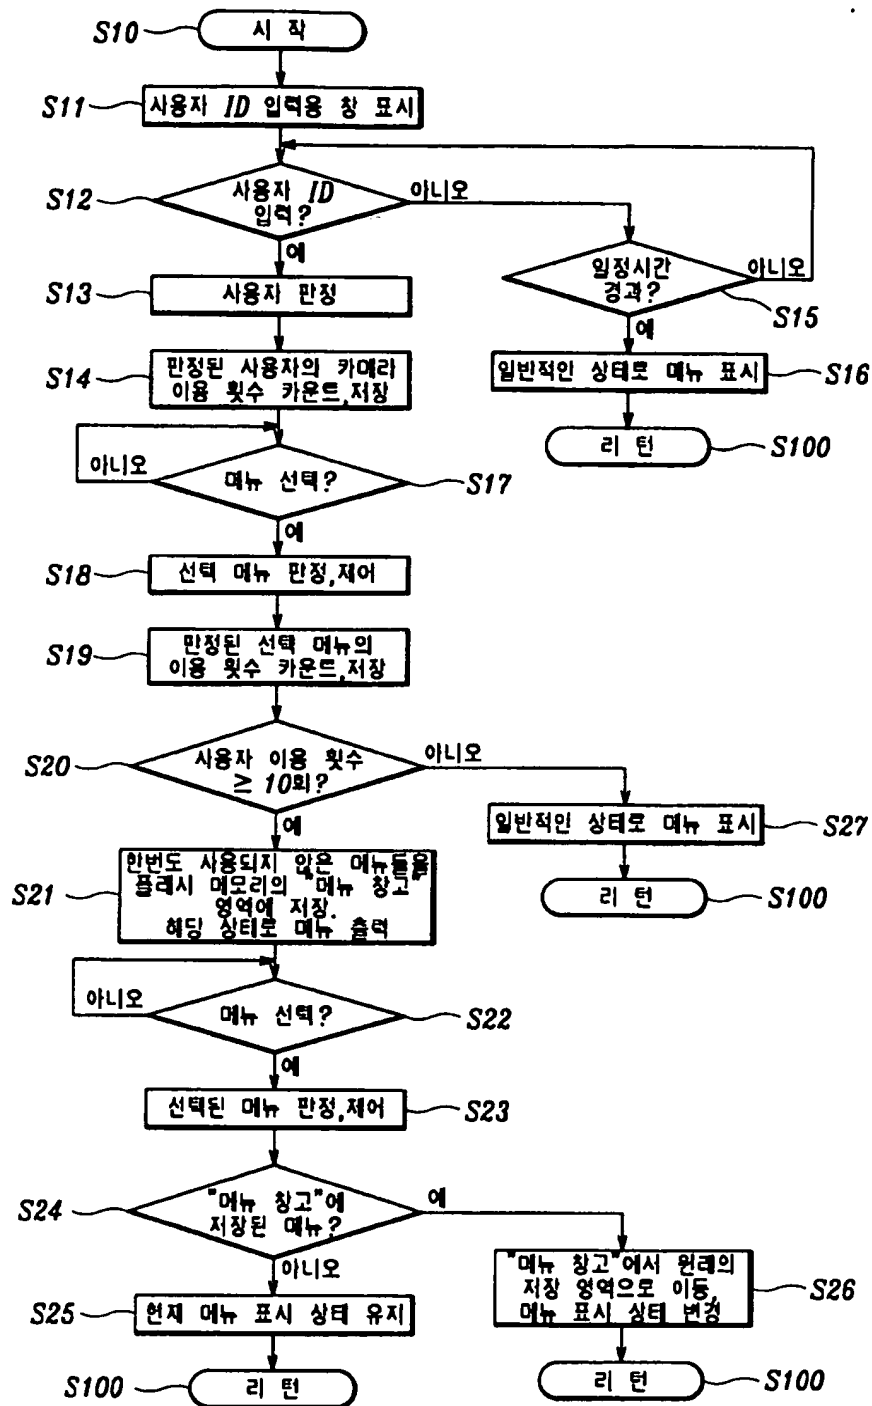 S10
시 작
S11
사용자 ID 입력용 창 표시
S12
사용자 ID
입력?
아니오
예
S13
사용자 판정
일정시간
경과?
아니오
S15
예
S14
판정된 사용자의 카메라
이용 횟수 카운트,저장
일반적인 상태로 메뉴 표시
S16
리 턴
S100
아니오
메뉴 선택?
S17
예
S18
선택 메뉴 판정,제어
S19
판정된 선택 메뉴의
이용 횟수 카운트,저장
S20
사용자 이용 횟수
≥ 10회?
아니오
예
일반적인 상태로 메뉴 표시
S27
리 턴
S100
S21
한번도 사용되지 않은 메뉴들을
플래시 메모리의 "메뉴 창고"
영역에 저장.
해당 상태로 메뉴 출력
아니오
메뉴 선택?
S22
예
선택된 메뉴 판정,제어
S23
S24
"메뉴 창고"에
저장된 메뉴?
예
아니오
"메뉴 창고"에서 원래의
저장 영역으로 이동,
메뉴 표시 상태 변경
S26
S25
현재 메뉴 표시 상태 유지
S100
리 턴
리 턴
S100